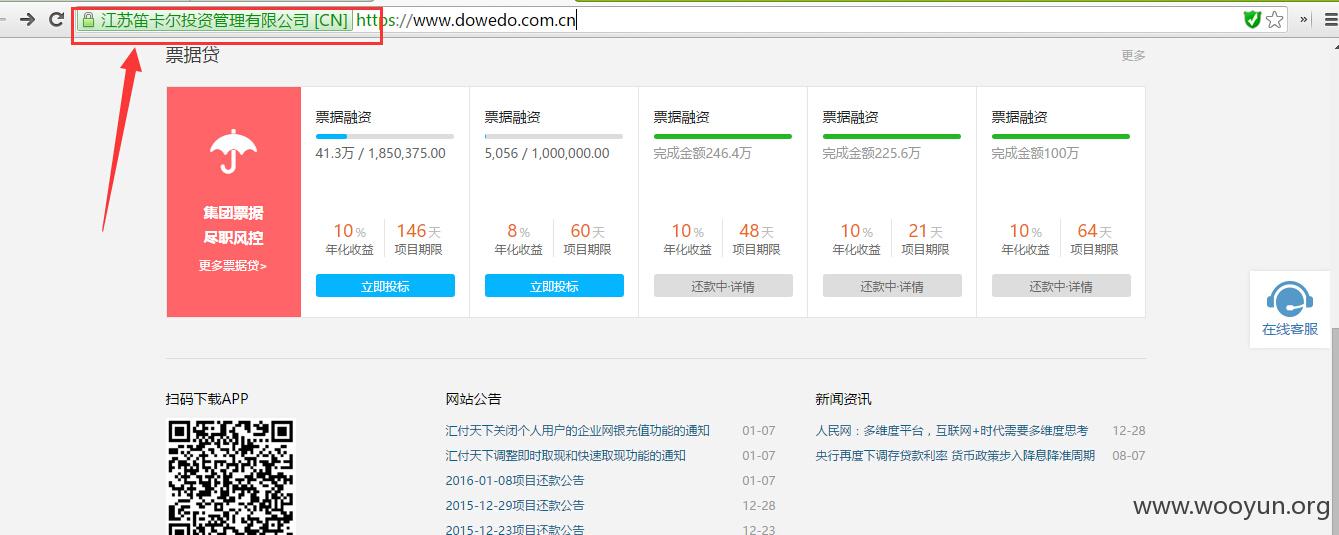 江苏笛卡尔投资管理有限公司 [CN] https://www.dowedo.com.cn
»
票据贷 更多
集团票据
尽职风控
更多票据贷>
票据融资
41.3万 / 1,850,375.00
10% 146天
年化收益 项目期限
立即投标
票据融资
5,056 / 1,000,000.00
8% 60天
年化收益 项目期限
立即投标
票据融资
完成金额246.4万
10% 48天
年化收益 项目期限
还款中·详情
票据融资
完成金额225.6万
10% 21天
年化收益 项目期限
还款中·详情
票据融资
完成金额100万
10% 64天
年化收益 项目期限
还款中·详情
在线客服
扫码下载APP
网站公告
汇付天下关闭个人用户的企业网银充值功能的通知 01-07
汇付天下调整即时取现和快速取现功能的通知 01-07
2016-01-08项目还款公告 01-07
2015-12-29项目还款公告 12-28
2015-12-23项目还款公告 12-23
新闻资讯
人民网：多维度平台，互联网+时代需要多维度思考 12-28
央行再度下调存贷款利率 货币政策步入降息降准周期 08-07
www.wooyun.org